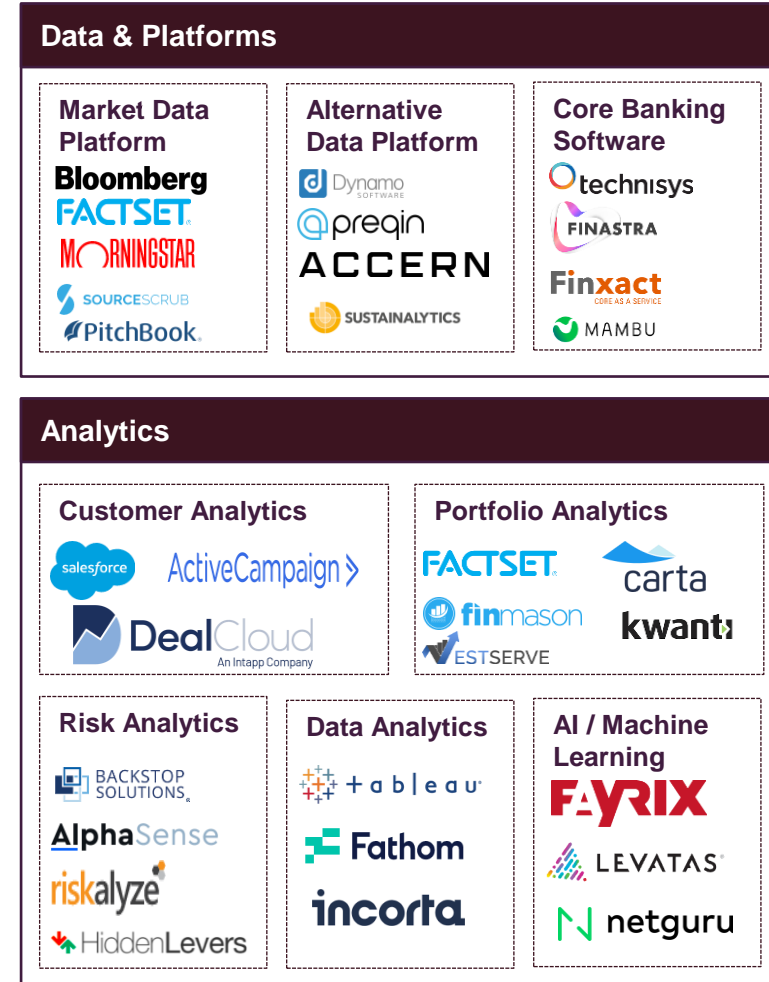 Data & Platforms
Market Data
Platform
Bloomberg
FACTSET
MORNINGSTAR
SOURCESCRUB
PitchBook®
Alternative
Data Platform
Dynamo
SOFTWARE
preqin
ACCERN
SUSTAINALYTICS
Core Banking
Software
technisys
FINASTRA
Finxact
CORE AS A SERVICE
MAMBU
Analytics
Customer Analytics
salesforce
ActiveCampaign >
DealCloud
An Intapp Company
Portfolio Analytics
FACTSET
carta
finmason
kwanti
VESTSERVE
Risk Analytics
BACKSTOP
SOLUTIONS®
AlphaSense
riskalyze
HiddenLevers
Data Analytics
tableau
Fathom
incorta
AI / Machine
Learning
FAYRIX
LEVATAS
netguru